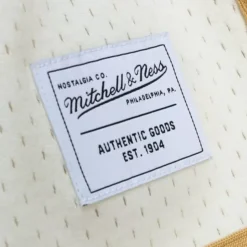 NOSTALGIA CO.
Mitchell & Ness
PHILADELPHIA, PA.
AUTHENTIC GOODS
EST. 1904